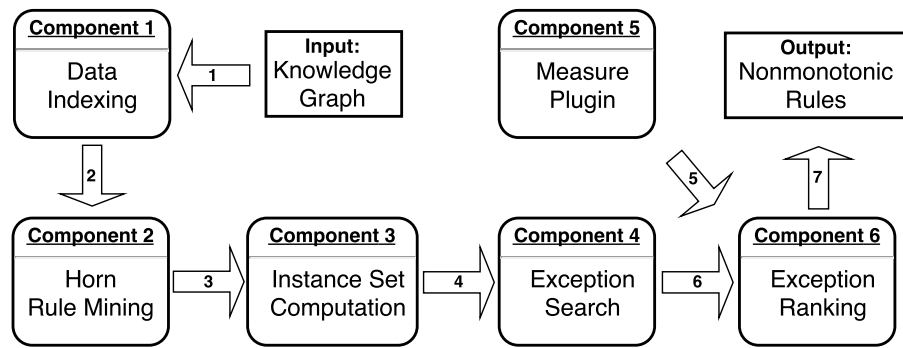 Component 1
Data
Indexing
1
Input:
Knowledge
Graph
Component 5
Measure
Plugin
Output:
Nonmonotonic
Rules
2
5
7
Component 2
Horn
Rule Mining
3
Component 3
Instance Set
Computation
4
Component 4
Exception
Search
6
Component 6
Exception
Ranking